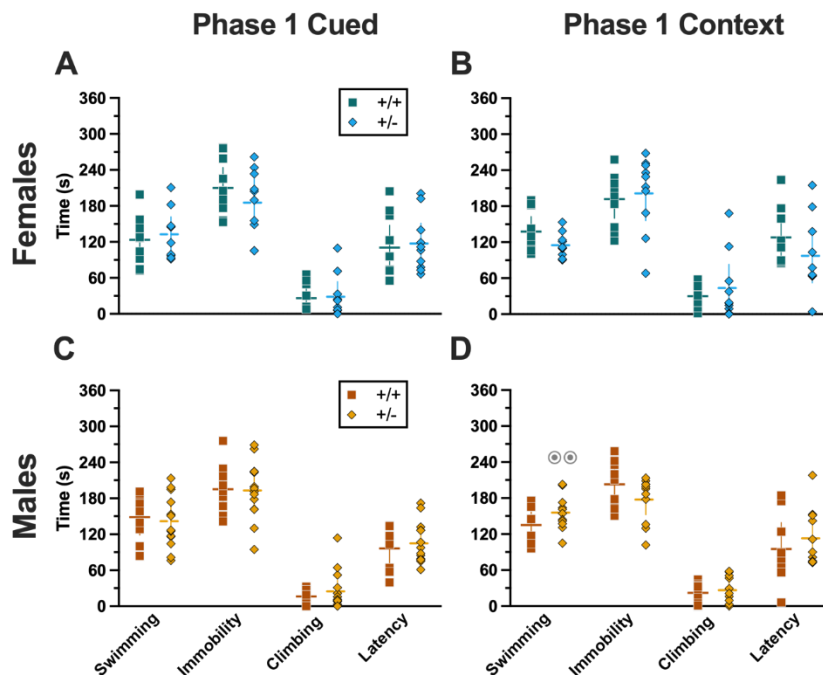 Phase 1 Cued
Phase 1 Context
A
B
Females
Time (s)
360
300
240
180
120
60
0
+/+
+/-
360
300
240
180
120
60
0
Time (s)
C
D
Males
Time (s)
360
300
240
180
120
60
0
+/+
+/-
360
300
240
180
120
60
0
Time (s)
Swimming
Immobility
Climbing
Latency
Swimming
Immobility
Climbing
Latency